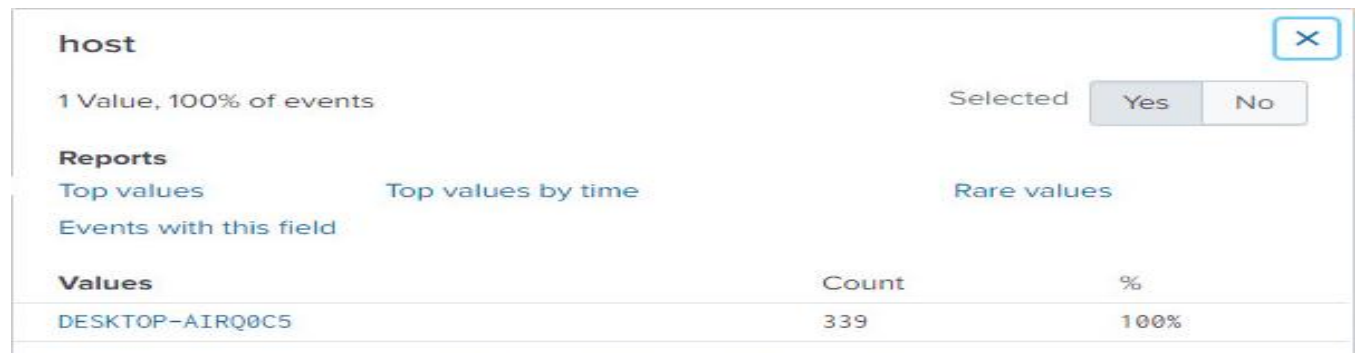 host
1 Value, 100% of events Selected Yes No
Reports
Top values Top values by time Rare values
Events with this field
Values Count %
DESKTOP-AIRQ0C5 339 100%